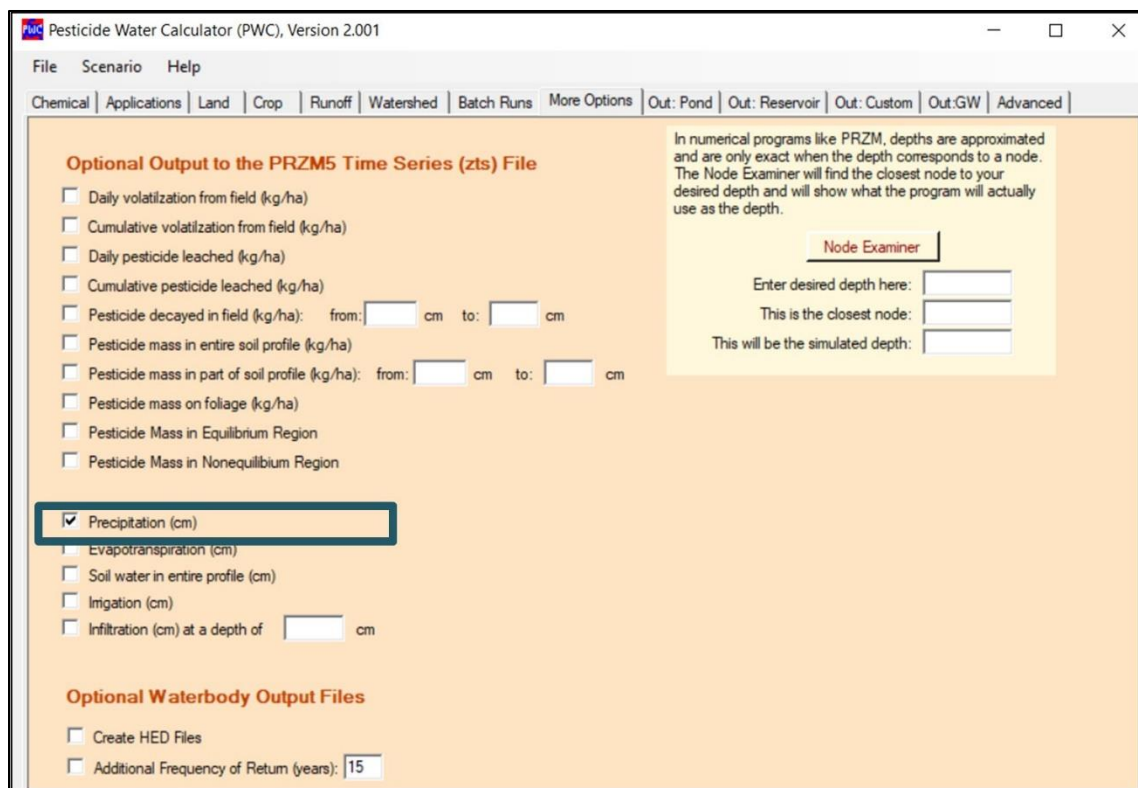 PWC Pesticide Water Calculator (PWC), Version 2.001
File Scenario Help
Chemical Applications Land Crop Runoff Watershed Batch Runs More Options Out: Pond Out: Reservoir Out: Custom Out:GW Advanced
Optional Output to the PRZM5 Time Series (zts) File
Daily volatilzation from field (kg/ha)
Cumulative volatilzation from field (kg/ha)
Daily pesticide leached (kg/ha)
Cumulative pesticide leached (kg/ha)
Pesticide decayed in field (kg/ha): from: cm to: cm
Pesticide mass in entire soil profile (kg/ha)
Pesticide mass in part of soil profile (kg/ha): from: cm to: cm
Pesticide mass on foliage (kg/ha)
Pesticide Mass in Equilibrium Region
Pesticide Mass in Nonequilibium Region
Precipitation (cm)
Evapotranspiration (cm)
Soil water in entire profile (cm)
Irrigation (cm)
Infiltration (cm) at a depth of cm
Optional Waterbody Output Files
Create HED Files
Additional Frequency of Return (years): 15
In numerical programs like PRZM, depths are approximated
and are only exact when the depth corresponds to a node.
The Node Examiner will find the closest node to your
desired depth and will show what the program will actually
use as the depth.
Node Examiner
Enter desired depth here:
This is the closest node:
This will be the simulated depth: